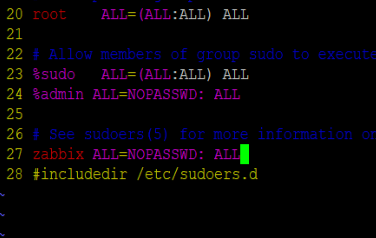 20 root ALL=(ALL:ALL) ALL
21
22 # Allow members of group sudo to execute
23 %sudo ALL=(ALL:ALL) ALL
24 %admin ALL=NOPASSWD: ALL
25
26 # See sudoers(5) for more information on
27 zabbix ALL=NOPASSWD: ALL
28 #includedir /etc/sudoers.d
~
~
~